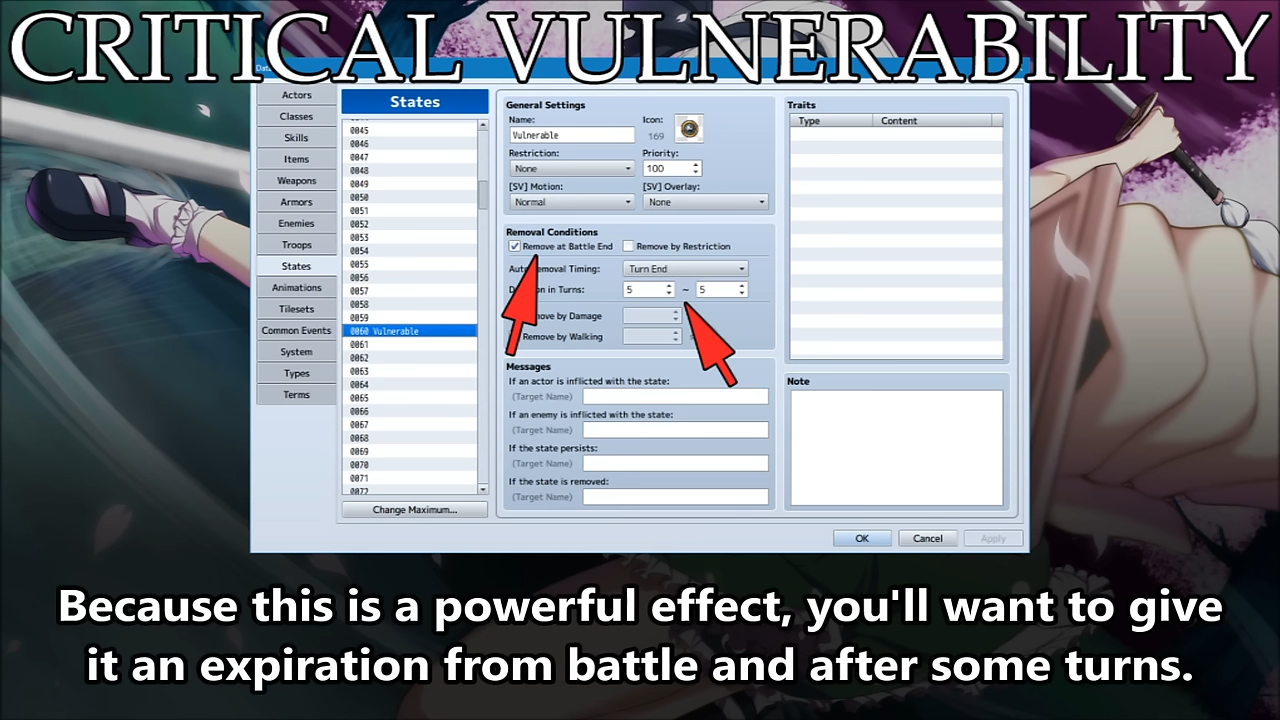 CRITICAL VULNERABILITY
Actors
Classes
Skills
Items
Weapons
Armors
Enemies
Troops
States
Animations
Tilesets
Common Events
System
Types
Terms
States
0045
0046
0047
0048
0049
0050
0051
0052
0053
0054
0055
0056
0057
0058
0059
0060 Vulnerable
0061
0062
0063
0064
0065
0066
0067
0068
0069
0070
0071
0072
Change Maximum...
General Settings
Name:
Icon:
Vulnerable
169
Restriction:
Priority:
None
100
[SV] Motion:
[SV] Overlay:
Normal
None
Removal Conditions
Remove at Battle End
Remove by Restriction
Removal Timing:
Turn End
in Turns:
5 ~ 5
by Damage
Remove by Walking
Messages
If an actor is inflicted with the state:
(Target Name)
If an enemy is inflicted with the state:
(Target Name)
If the state persists:
(Target Name)
If the state is removed:
(Target Name)
Traits
Type
Content
Note
OK
Cancel
Apply
Because this is a powerful effect, you'll want to give
it an expiration from battle and after some turns.